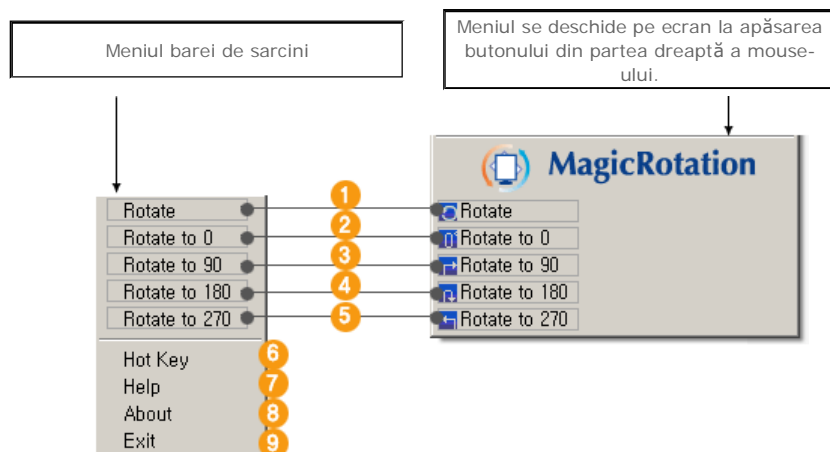 Meniul barei de sarcini
Meniul se deschide pe ecran la apăsarea
butonului din partea dreaptă a mouse-
ului.
MagicRotation
Rotate
1
Rotate
Rotate to 0
2
Rotate to 0
Rotate to 90
3
Rotate to 90
Rotate to 180
4
Rotate to 180
Rotate to 270
5
Rotate to 270
Hot Key
6
Help
7
About
8
Exit
9